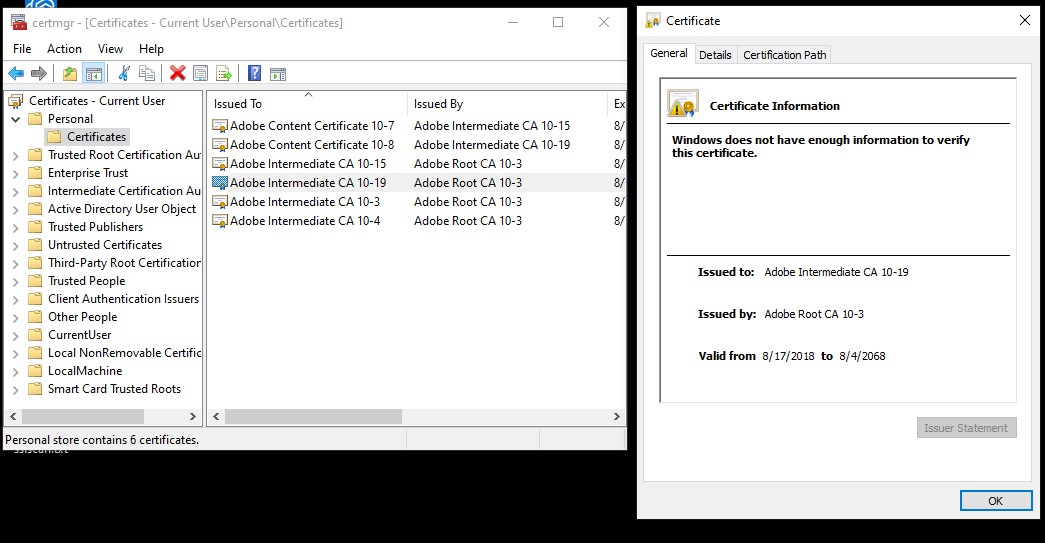 certmgr - [Certificates - Current User\Personal\Certificates]
File Action View Help
Certificates - Current User
Personal
Certificates
Trusted Root Certification Au
Enterprise Trust
Intermediate Certification Au
Active Directory User Object
Trusted Publishers
Untrusted Certificates
Third-Party Root Certification
Trusted People
Client Authentication Issuers
Other People
CurrentUser
Local NonRemovable Certific
LocalMachine
Smart Card Trusted Roots
Issued To Issued By Ex
Adobe Content Certificate 10-7 Adobe Intermediate CA 10-15 8/
Adobe Content Certificate 10-8 Adobe Intermediate CA 10-19 8/
Adobe Intermediate CA 10-15 Adobe Root CA 10-3 8/
Adobe Intermediate CA 10-19 Adobe Root CA 10-3 8/
Adobe Intermediate CA 10-3 Adobe Root CA 10-3 8/
Adobe Intermediate CA 10-4 Adobe Root CA 10-3 8/
Personal store contains 6 certificates.
Certificate
General Details Certification Path
Certificate Information
Windows does not have enough information to verify
this certificate.
Issued to: Adobe Intermediate CA 10-19
Issued by: Adobe Root CA 10-3
Valid from 8/17/2018 to 8/4/2068
Issuer Statement
OK